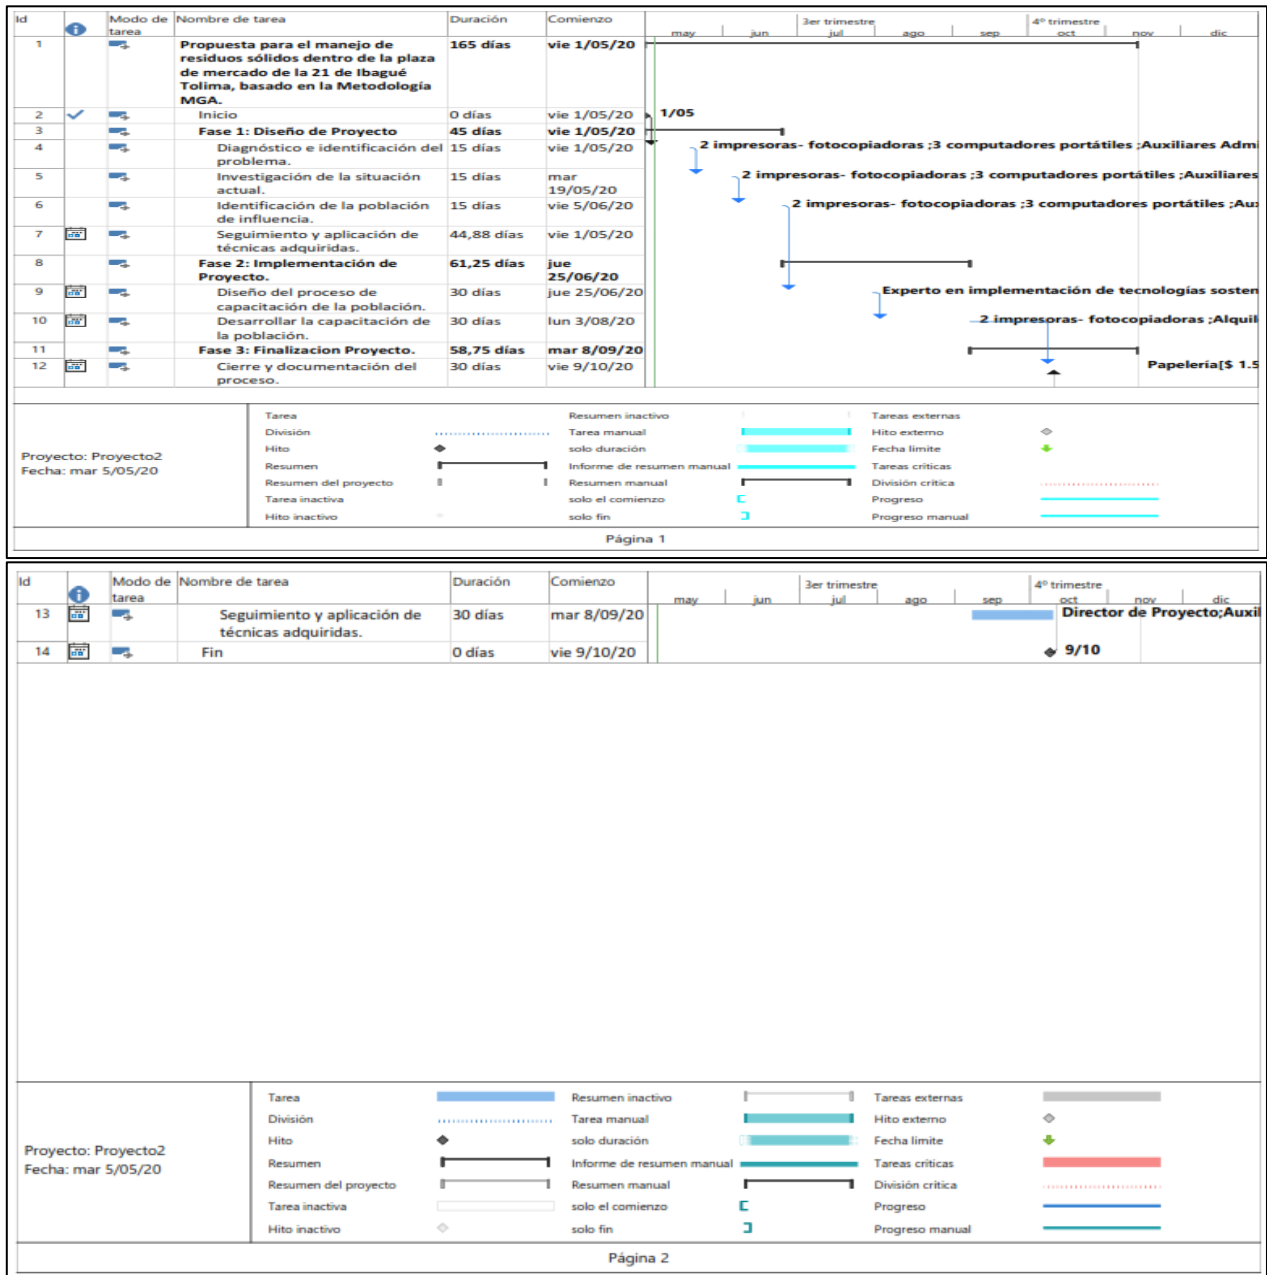 Id Modo de tarea Nombre de tarea Duración Comienzo
3er trimestre 4º trimestre
may jun jul ago sep oct nov dic
1 Propuesta para el manejo de 165 días vie 1/05/20
residuos sólidos dentro de la plaza
de mercado de la 21 de Ibagué
Tolima, basado en la Metodología
MGA.
2 Inicio 0 días vie 1/05/20 1/05
3 Fase 1: Diseño de Proyecto 45 días vie 1/05/20
4 Diagnóstico e identificación del 15 días vie 1/05/20 2 impresoras- fotocopiadoras ;3 computadores portátiles ;Auxiliares Admi
problema.
5 Investigación de la situación 15 días mar 2 impresoras- fotocopiadoras ;3 computadores portátiles ;Auxiliares
actual. 19/05/20
6 Identificación de la población 15 días vie 5/06/20 2 impresoras- fotocopiadoras ;3 computadores portátiles ;Aux
de influencia.
7 Seguimiento y aplicación de 44,88 días vie 1/05/20
técnicas adquiridas.
8 Fase 2: Implementación de 61,25 días jue
Proyecto. 25/06/20
9 Diseño del proceso de 30 días jue 25/06/20 Experto en implementación de tecnologías sosten
capacitación de la población.
10 Desarrollar la capacitación de 30 días lun 3/08/20 2 impresoras- fotocopiadoras ;Alquil
la población.
11 Fase 3: Finalizacion Proyecto. 58,75 días mar 8/09/20
12 Cierre y documentación del 30 días vie 9/10/20 Papelería[$ 1.5
proceso.
Proyecto: Proyecto2
Fecha: mar 5/05/20
Tarea Resumen inactivo Tareas externas
División Tarea manual Hito externo
Hito solo duración Fecha límite
Resumen Informe de resumen manual Tareas críticas
Resumen del proyecto Resumen manual División crítica
Tarea inactiva solo el comienzo Progreso
Hito inactivo solo fin Progreso manual
Página 1
Id Modo de tarea Nombre de tarea Duración Comienzo
3er trimestre 4º trimestre
may jun jul ago sep oct nov dic
13 Seguimiento y aplicación de 30 días mar 8/09/20 Director de Proyecto;Auxil
técnicas adquiridas.
14 Fin 0 días vie 9/10/20 9/10
Proyecto: Proyecto2
Fecha: mar 5/05/20
Tarea Resumen inactivo Tareas externas
División Tarea manual Hito externo
Hito solo duración Fecha límite
Resumen Informe de resumen manual Tareas críticas
Resumen del proyecto Resumen manual División crítica
Tarea inactiva solo el comienzo Progreso
Hito inactivo solo fin Progreso manual
Página 2